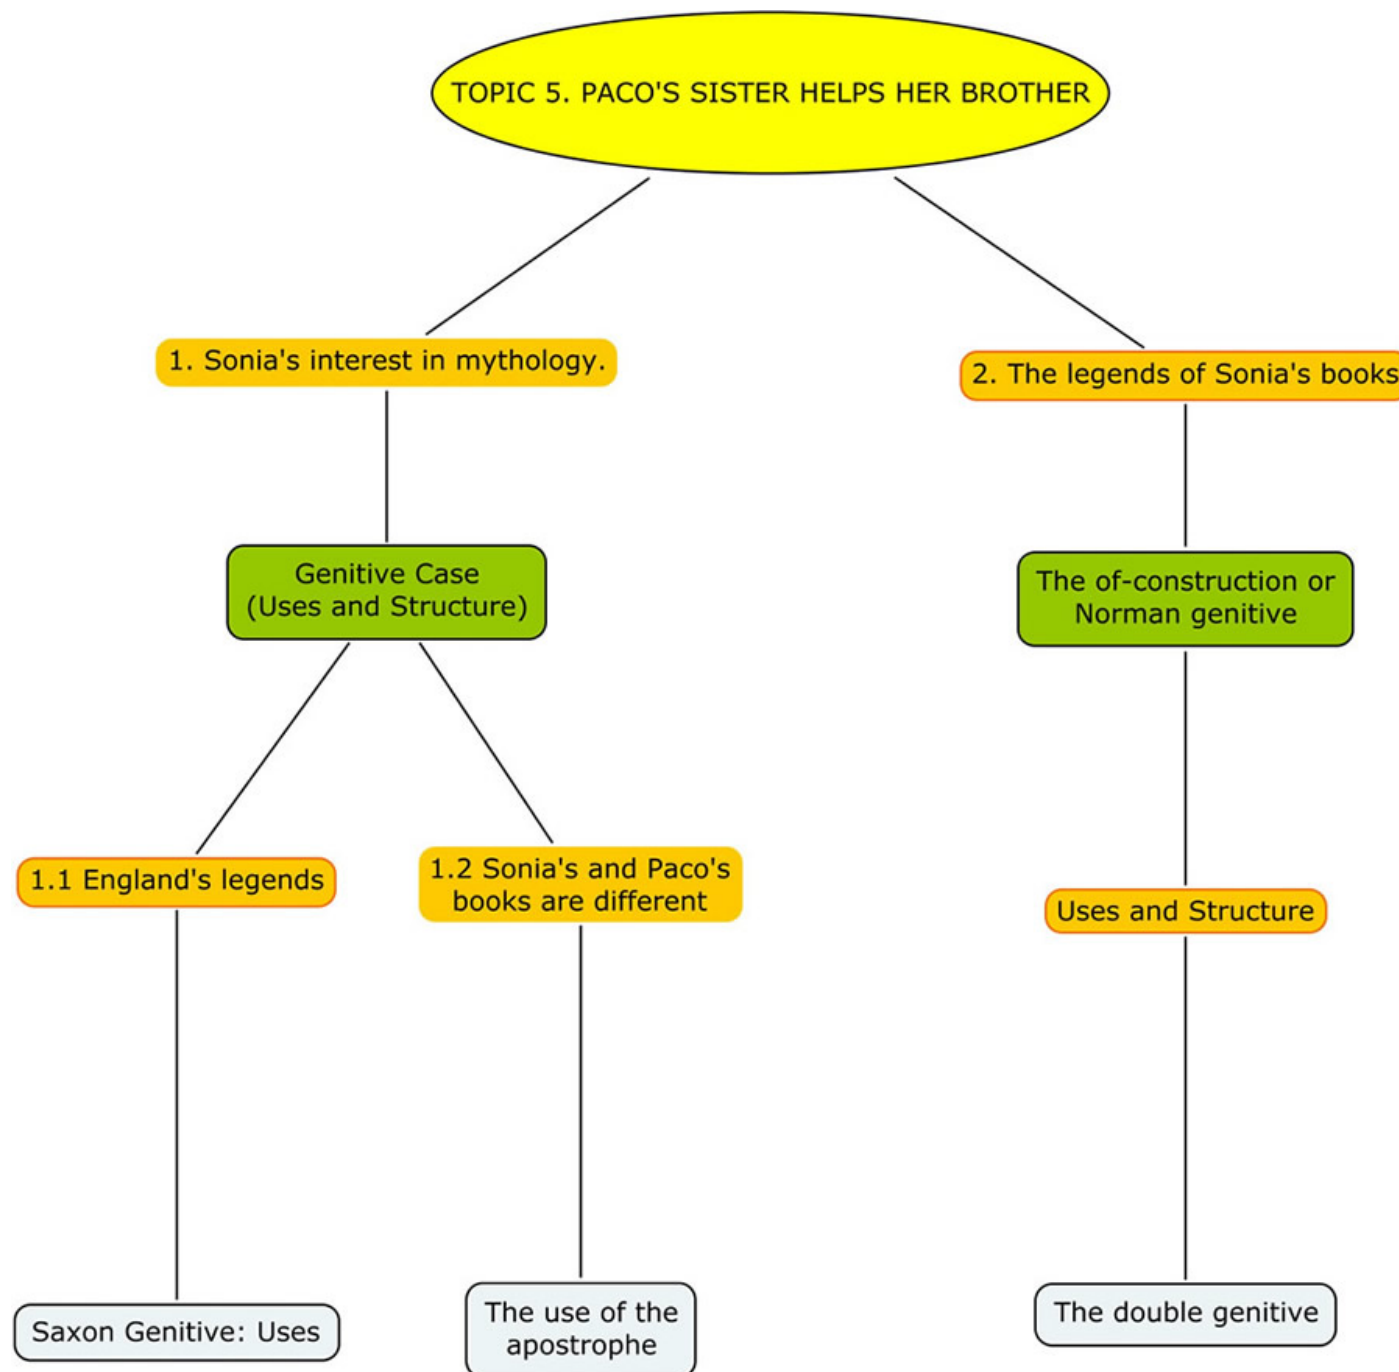 TOPIC 5. PACO'S SISTER HELPS HER BROTHER
1. Sonia's interest in mythology.
2. The legends of Sonia's books
Genitive Case
(Uses and Structure)
The of-construction or
Norman genitive
1.1 England's legends
1.2 Sonia's and Paco's
books are different
Uses and Structure
Saxon Genitive: Uses
The use of the
apostrophe
The double genitive